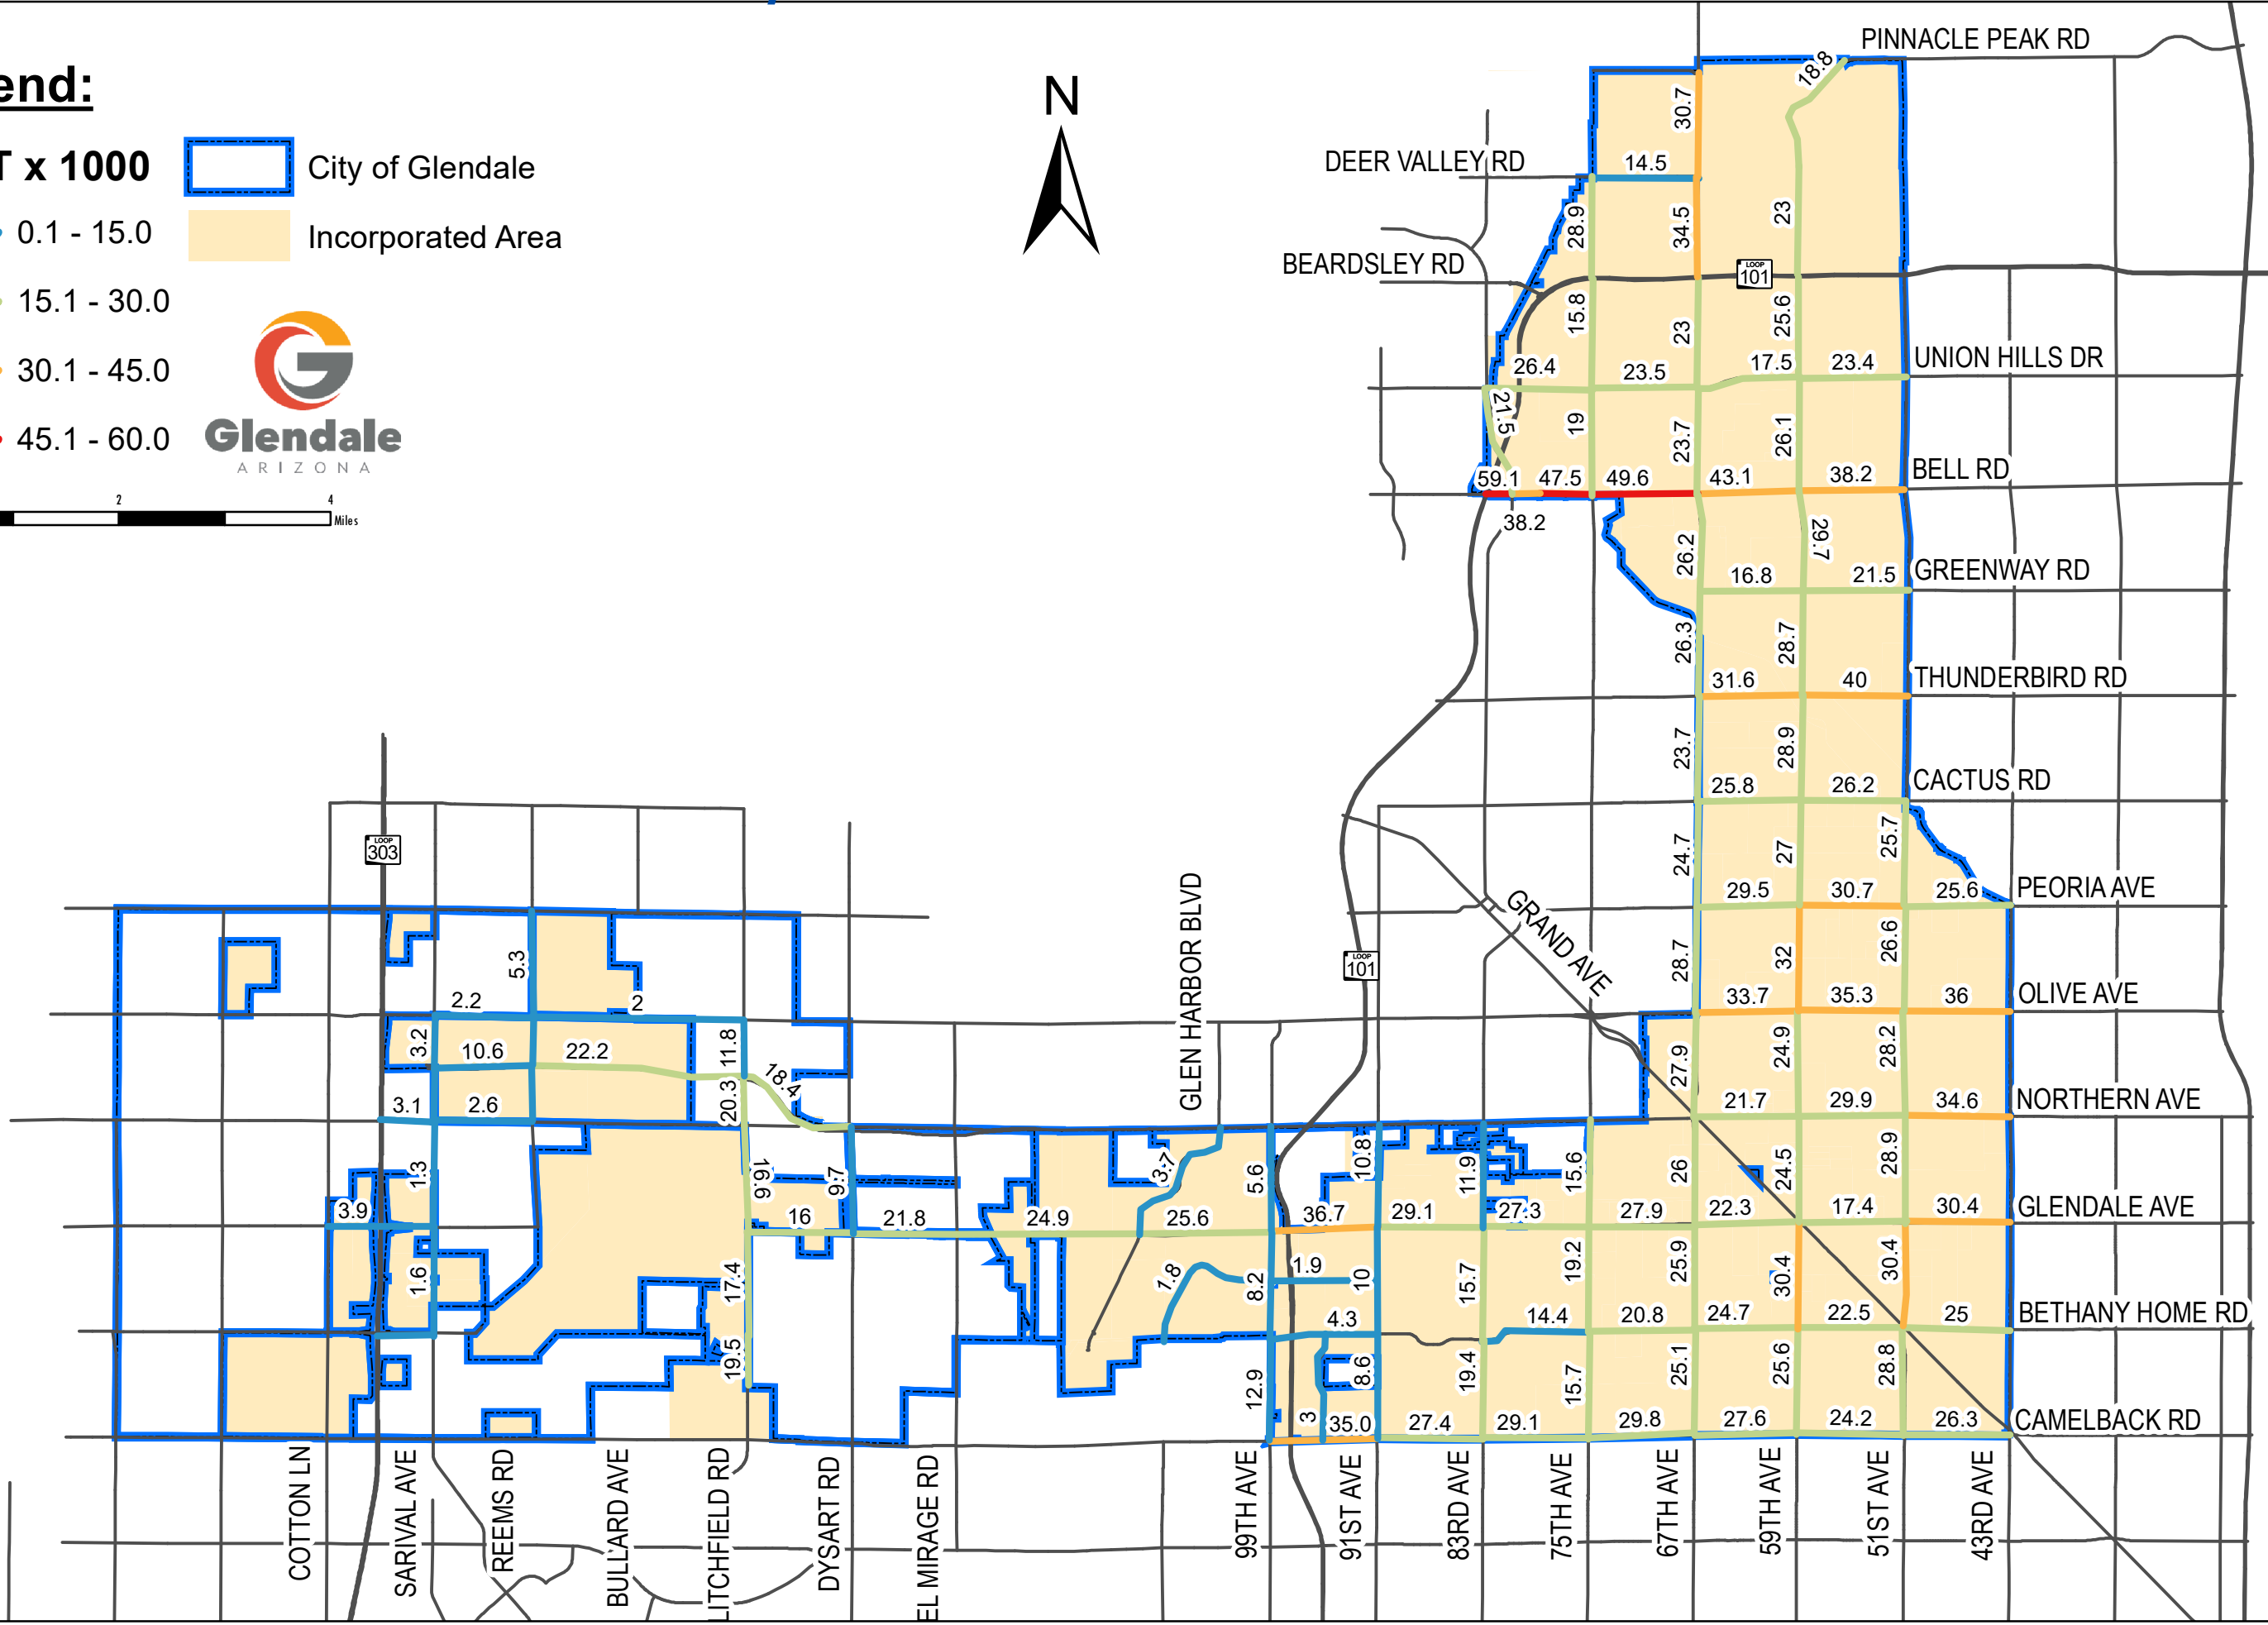 end:
T x 1000
City of Glendale
0.1 - 15.0
Incorporated Area
15.1 - 30.0
30.1 - 45.0
45.1 - 60.0
Glendale
ARIZONA
2
4
Miles
N
PINNACLE PEAK RD
18.8
30.7
DEER VALLEY RD
14.5
28.9
34.5
23
BEARDSLEY RD
LOOP
101
15.8
23
25.6
UNION HILLS DR
26.4
23.5
17.5
23.4
21.5
19
23.7
26.1
BELL RD
59.1
47.5
49.6
43.1
38.2
38.2
26.2
29.7
GREENWAY RD
16.8
21.5
26.3
28.7
THUNDERBIRD RD
31.6
40
23.7
28.9
CACTUS RD
25.8
26.2
24.7
27
25.7
PEORIA AVE
29.5
30.7
25.6
GRAND AVE
LOOP
101
28.7
32
26.6
OLIVE AVE
33.7
35.3
36
27.9
24.9
28.2
NORTHERN AVE
21.7
29.9
34.6
LOOP
303
GLEN HARBOR BLVD
5.3
2.2
2
3.2
10.6
22.2
11.8
18.4
20.3
3.1
2.6
1.3
16.6
9.7
3.7
5.6
10.8
11.9
15.6
26
24.5
28.9
GLENDALE AVE
3.9
16
21.8
24.9
25.6
36.7
29.1
27.3
27.9
22.3
17.4
30.4
1.6
17.4
1.8
8.2
1.9
10
15.7
19.2
25.9
30.4
30.4
BETHANY HOME RD
4.3
14.4
20.8
24.7
22.5
25
19.5
12.9
8.6
19.4
15.7
25.1
25.6
28.8
CAMELBACK RD
3
35.0
27.4
29.1
29.8
27.6
24.2
26.3
COTTON LN
SARIVAL AVE
REEMS RD
BULLARD AVE
LITCHFIELD RD
DYSART RD
EL MIRAGE RD
99TH AVE
91ST AVE
83RD AVE
75TH AVE
67TH AVE
59TH AVE
51ST AVE
43RD AVE